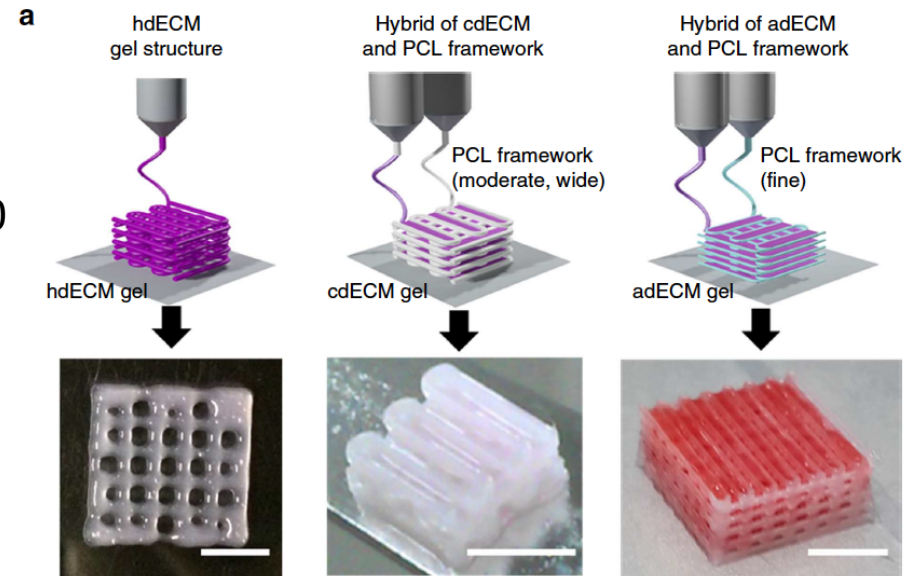 a
hdECM
gel structure
Hybrid of cdECM
and PCL framework
Hybrid of adECM
and PCL framework
PCL framework
(moderate, wide)
PCL framework
(fine)
hdECM gel
cdECM gel
adECM gel